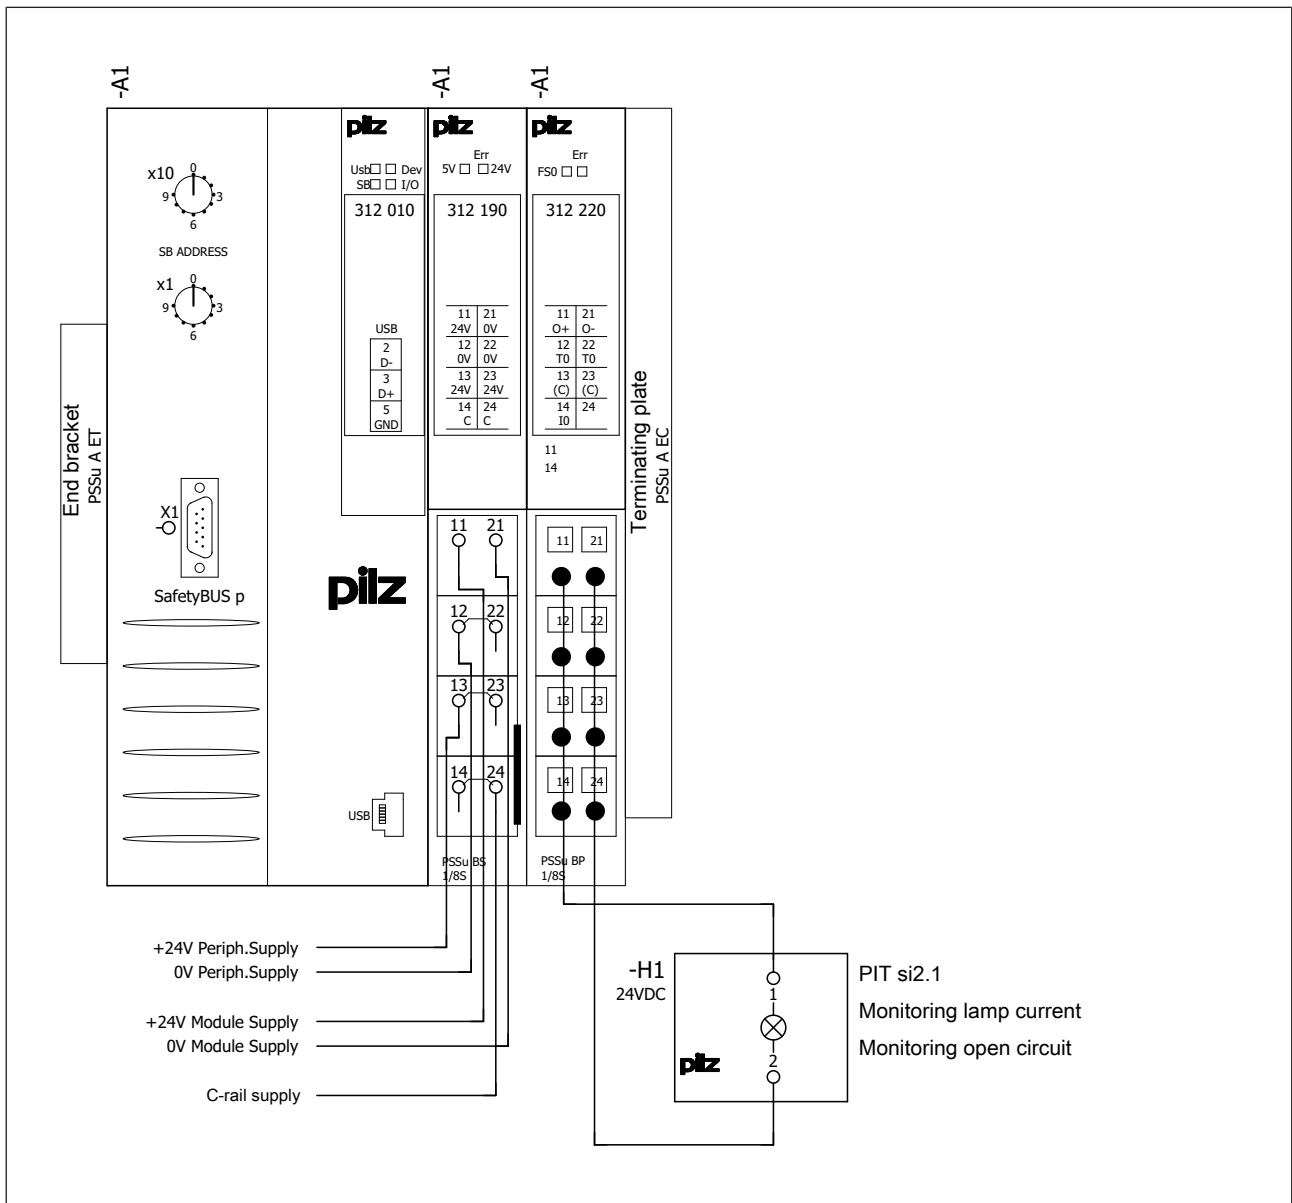 -A1
-A1
-A1
x10
0
3
6
9
SB ADDRESS
x1
0
3
6
9
X1
SafetyBUS p
End bracket
PSSu A ET
pilz
Usb Dev
SB I/O
312 010
USB
2
D-
3
D+
5
GND
pilz
USB
pilz
Err
5V 24V
312 190
11 21
24V 0V
12 22
0V 0V
13 23
24V 24V
14 24
C C
11 21
12 22
13 23
14 24
PSSu BS
1/8S
pilz
Err
FS0
312 220
11 21
O+ O-
12 22
T0 T0
13 23
(C) (C)
14 24
I0
11
14
11 21
12 22
13 23
14 24
PSSu BP
1/8S
Terminating plate
PSSu A EC
+24V Periph.Supply
0V Periph.Supply
+24V Module Supply
0V Module Supply
C-rail supply
-H1
24VDC
1
2
pilz
PIT si2.1
Monitoring lamp current
Monitoring open circuit